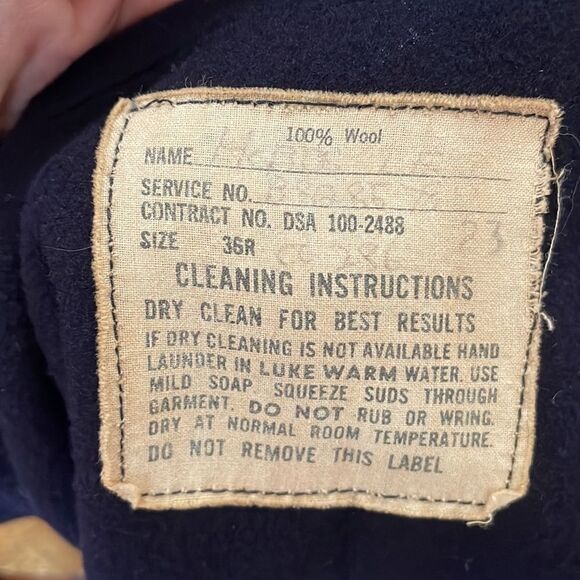 100% Wool
NAME
SERVICE NO.
CONTRACT NO. DSA 100-2488
SIZE 36R
CLEANING INSTRUCTIONS
DRY CLEAN FOR BEST RESULTS
IF DRY CLEANING IS NOT AVAILABLE HAND
LAUNDER IN LUKE WARM WATER. USE
MILD SOAP SQUEEZE SUDS THROUGH
GARMENT. DO NOT RUB OR WRING.
DRY AT NORMAL ROOM TEMPERATURE.
DO NOT REMOVE THIS LABEL